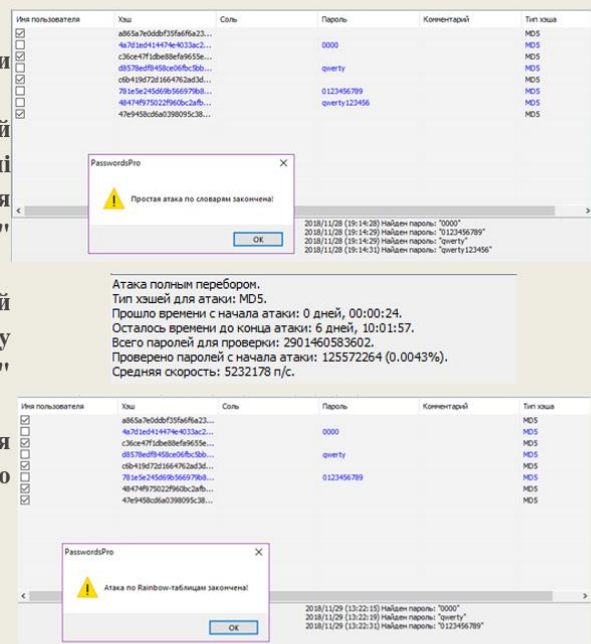 и
й
і
я
"
й
у
"
я
о
Имя пользователя Хэш Соль Пароль Комментарий Тип хэша
a865a7e0ddbf35fa6f6a23... MD5
4a7d1ed414474e4033ac2... 0000 MD5
c36ce47f1dbe88efa9655e... MD5
d8578edf8458ce06fbc5bb... qwerty MD5
c6b419d72d1664762ad3d... MD5
781e5e245d69b566979b8... 0123456789 MD5
48474f975022f960bc2afb... qwerty123456 MD5
47e9458cd6a0398095c38... MD5
PasswordsPro
Простая атака по словарям закончена!
OK
2018/11/28 (19:14:28) Найден пароль: "0000"
2018/11/28 (19:14:29) Найден пароль: "0123456789"
2018/11/28 (19:14:29) Найден пароль: "qwerty"
2018/11/28 (19:14:31) Найден пароль: "qwerty123456"
Атака полным перебором.
Тип хэшей для атаки: MD5.
Прошло времени с начала атаки: 0 дней, 00:00:24.
Осталось времени до конца атаки: 6 дней, 10:01:57.
Всего паролей для проверки: 2901460583602.
Проверено паролей с начала атаки: 125572264 (0.0043%).
Средняя скорость: 5232178 п/с.
Имя пользователя Хэш Соль Пароль Комментарий Тип хэша
a865a7e0ddbf35fa6f6a23... MD5
4a7d1ed414474e4033ac2... 0000 MD5
c36ce47f1dbe88efa9655e... MD5
d8578edf8458ce06fbc5bb... qwerty MD5
c6b419d72d1664762ad3d... MD5
781e5e245d69b566979b8... 0123456789 MD5
48474f975022f960bc2afb... MD5
47e9458cd6a0398095c38... MD5
PasswordsPro
Атака по Rainbow-таблицам закончена!
OK
2018/11/29 (13:22:15) Найден пароль: "0000"
2018/11/29 (13:22:19) Найден пароль: "qwerty"
2018/11/29 (13:22:31) Найден пароль: "0123456789"